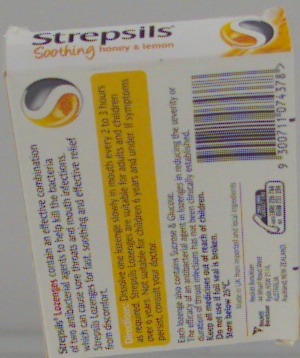 Strepsils
Soothing honey & lemon
Strepsils Lozenges contain an effective combination
of two antibacterial agents to help kill the bacteria
which can cause sore throats and mouth infections.
Strepsils Lozenges for fast, soothing and effective relief
from discomfort.
Dissolve one lozenge slowly in mouth every 2 to 3 hours
as required. Strepsils Lozenges are suitable for adults and children
over 6 years. Not suitable for children 6 years and under. If symptoms
persist, consult your doctor.
Each lozenge also contains Sucrose & Glucose.
The efficacy of an antibacterial agent in lozenges in reducing the severity or
duration of throat infections has not been clinically established.
Keep all medicines out of reach of children.
Do not use if foil seal is broken.
Store below 25°C.
Made in UK from imported and local ingredients
AUSTRALIA
Auckland, NEW ZEALAND
9 300711 074378